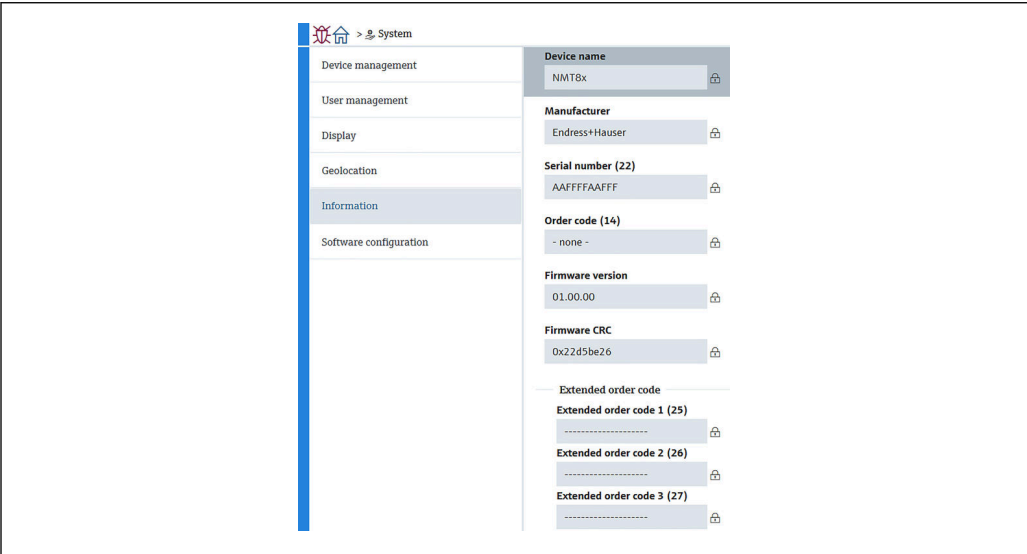 > System
Device management
User management
Display
Geolocation
Information
Software configuration
Device name
NMT8x
Manufacturer
Endress+Hauser
Serial number (22)
AAFFFFAAFFF
Order code (14)
- none -
Firmware version
01.00.00
Firmware CRC
0x22d5be26
Extended order code
Extended order code 1 (25)
--------------------
Extended order code 2 (26)
--------------------
Extended order code 3 (27)
--------------------